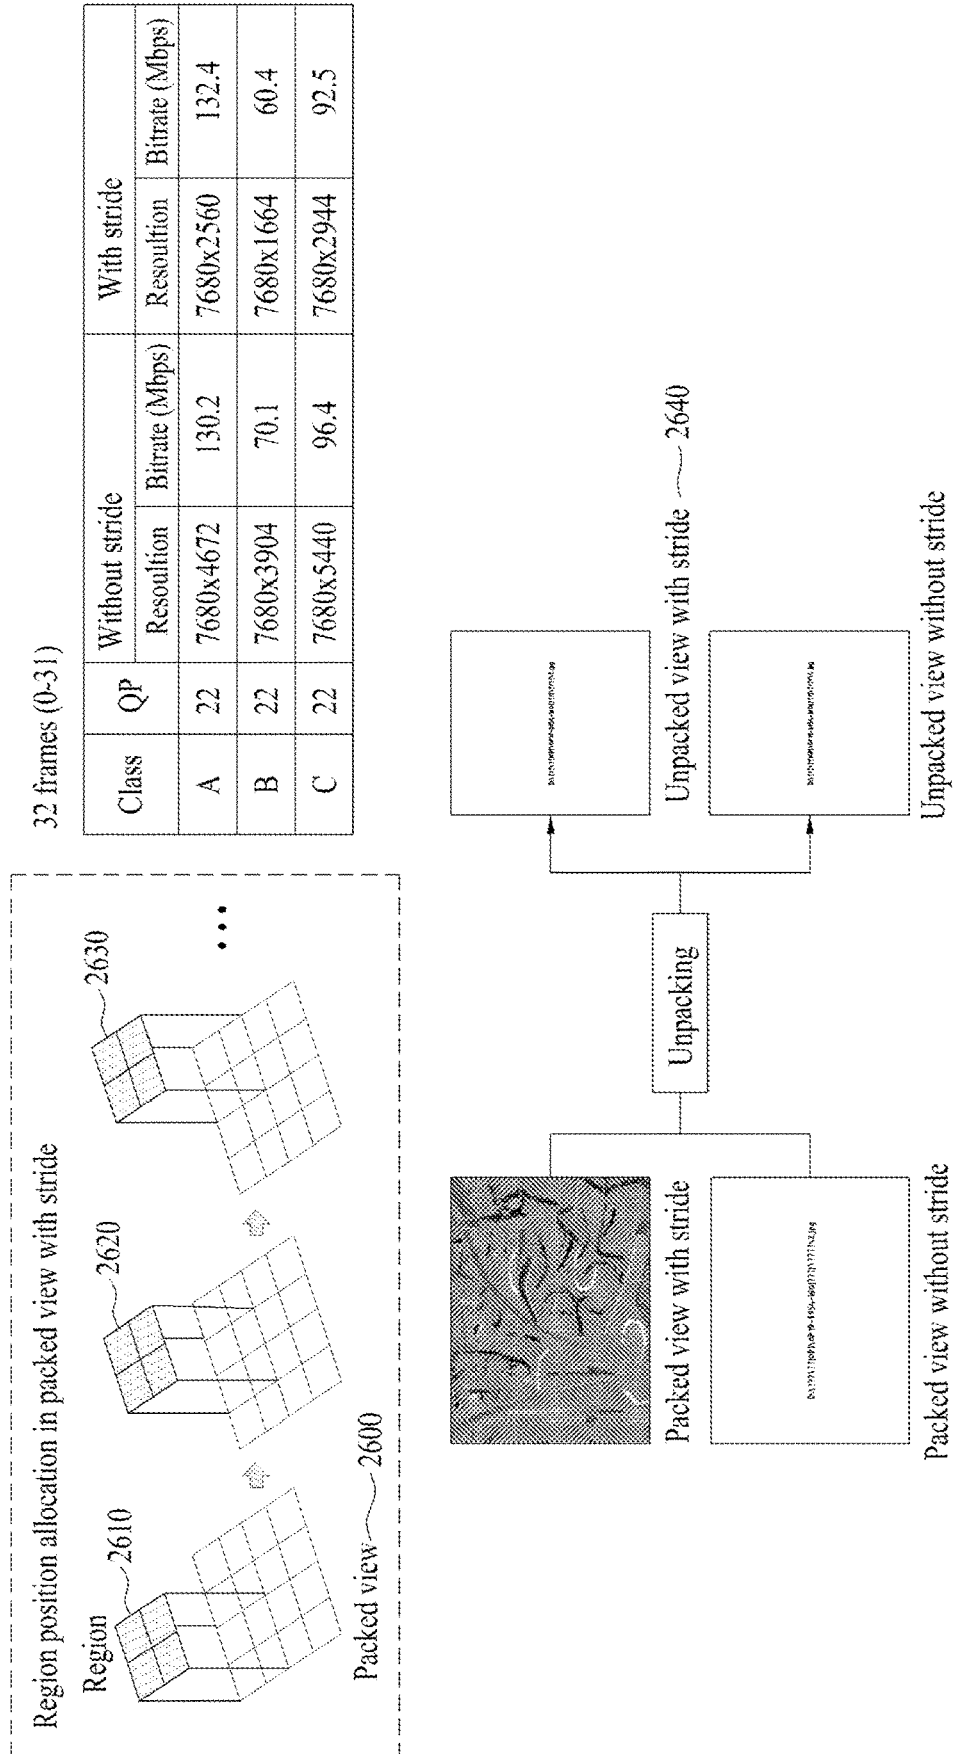 Region position allocation in packed view with stride
Region
2610
2620
2630
Packed view
2600
32 frames (0-31)
Class QP Without stride With stride
Resoultion Bitrate (Mbps) Resoultion Bitrate (Mbps)
A 22 7680x4672 130.2 7680x2560 132.4
B 22 7680x3904 70.1 7680x1664 60.4
C 22 7680x5440 96.4 7680x2944 92.5
Packed view with stride
Packed view without stride
Unpacking
Unpacked view with stride
2640
Unpacked view without stride